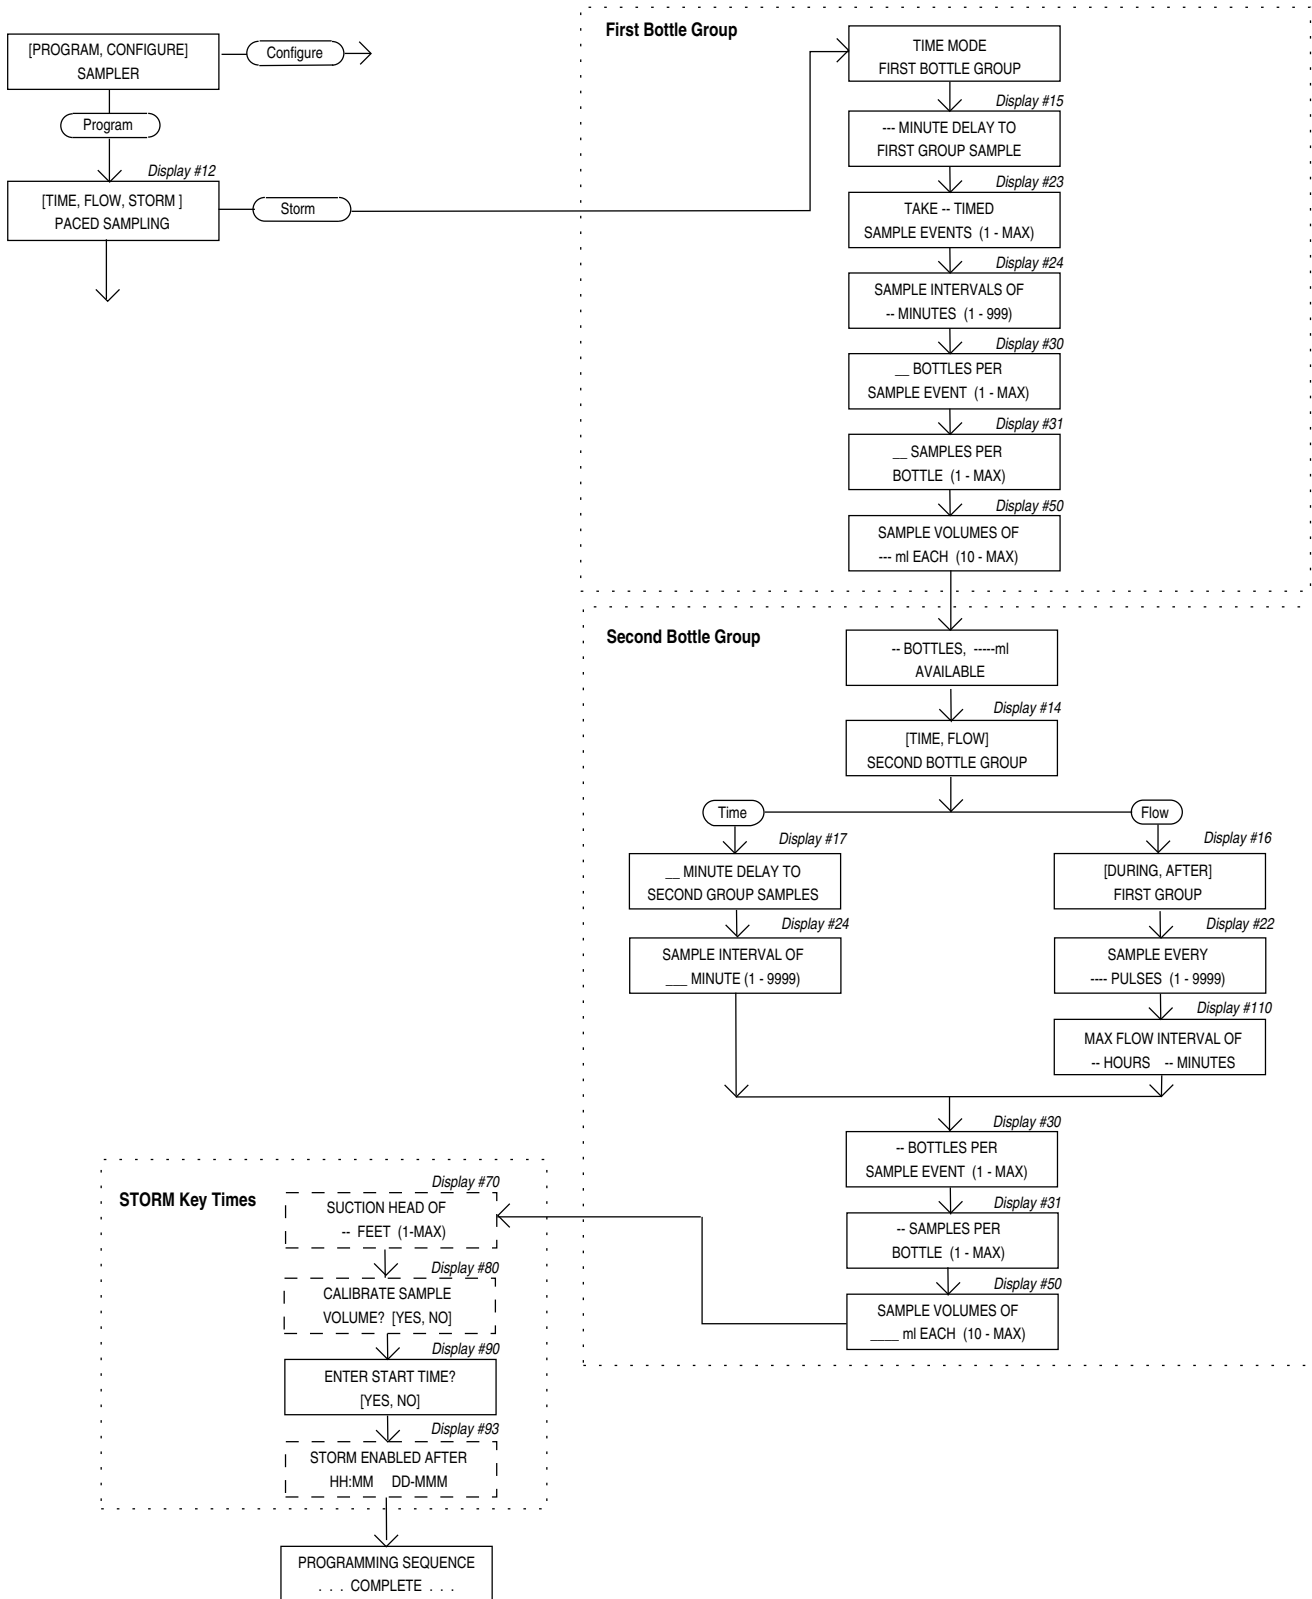 [PROGRAM, CONFIGURE]
SAMPLER
Configure
Program
Display #12
[TIME, FLOW, STORM ]
PACED SAMPLING
Storm
First Bottle Group
TIME MODE
FIRST BOTTLE GROUP
Display #15
--- MINUTE DELAY TO
FIRST GROUP SAMPLE
Display #23
TAKE -- TIMED
SAMPLE EVENTS (1 - MAX)
Display #24
SAMPLE INTERVALS OF
-- MINUTES (1 - 999)
Display #30
__ BOTTLES PER
SAMPLE EVENT (1 - MAX)
Display #31
__ SAMPLES PER
BOTTLE (1 - MAX)
Display #50
SAMPLE VOLUMES OF
--- ml EACH (10 - MAX)
Second Bottle Group
-- BOTTLES, -----ml
AVAILABLE
Display #14
[TIME, FLOW]
SECOND BOTTLE GROUP
Time
Display #17
__ MINUTE DELAY TO
SECOND GROUP SAMPLES
Display #24
SAMPLE INTERVAL OF
___ MINUTE (1 - 9999)
Flow
Display #16
[DURING, AFTER]
FIRST GROUP
Display #22
SAMPLE EVERY
---- PULSES (1 - 9999)
Display #110
MAX FLOW INTERVAL OF
-- HOURS -- MINUTES
Display #30
-- BOTTLES PER
SAMPLE EVENT (1 - MAX)
Display #31
-- SAMPLES PER
BOTTLE (1 - MAX)
Display #50
SAMPLE VOLUMES OF
____ ml EACH (10 - MAX)
STORM Key Times
Display #70
SUCTION HEAD OF
-- FEET (1-MAX)
Display #80
CALIBRATE SAMPLE
VOLUME? [YES, NO]
Display #90
ENTER START TIME?
[YES, NO]
Display #93
STORM ENABLED AFTER
HH:MM DD-MMM
PROGRAMMING SEQUENCE
. . . COMPLETE . . .